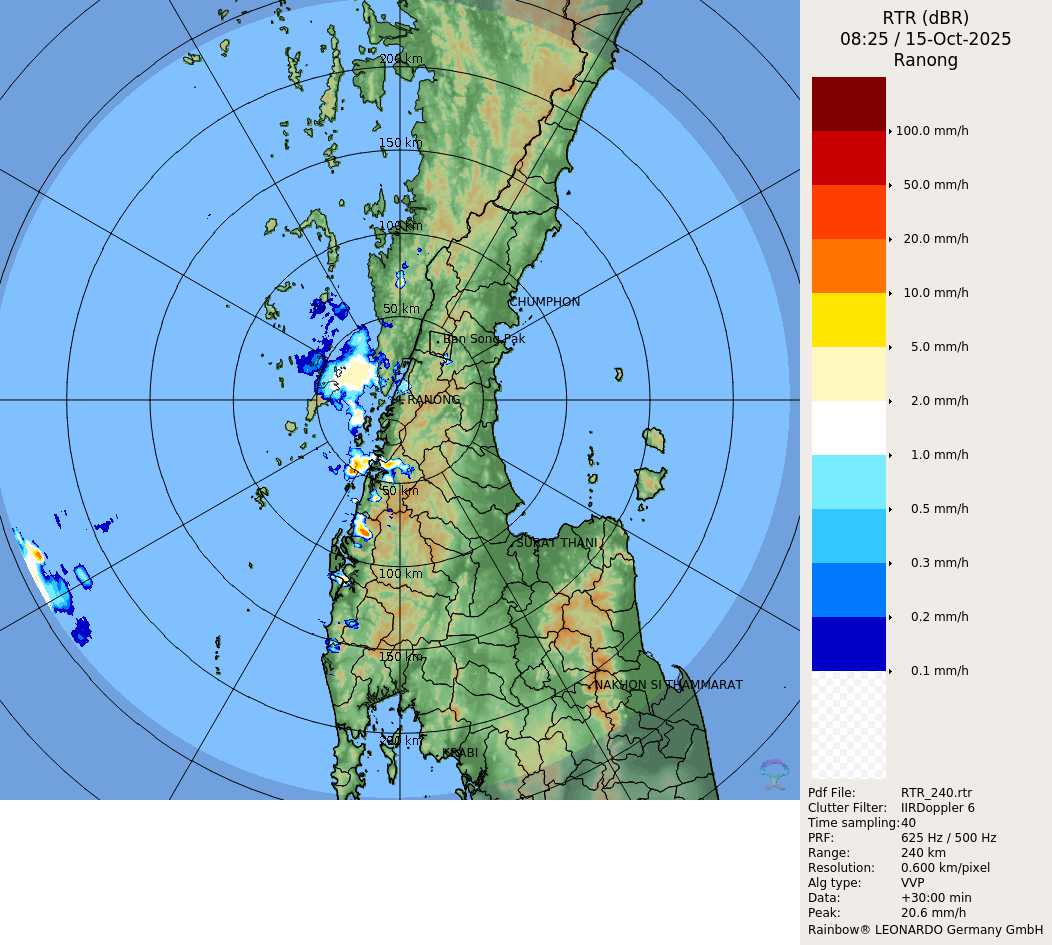 RTR (dBR)
08:25 / 15-Oct-2025
Ranong
200 km
150 km
100 km
50 km
CHUMPHON
Ban Song Pak
RANONG
50 km
SURAT THANI
100 km
150 km
NAKHON SI THAMMARAT
200 km
KRABI
100.0 mm/h
50.0 mm/h
20.0 mm/h
10.0 mm/h
5.0 mm/h
2.0 mm/h
1.0 mm/h
0.5 mm/h
0.3 mm/h
0.2 mm/h
0.1 mm/h
Pdf File: RTR_240.rtr
Clutter Filter: IIRDoppler 6
Time sampling: 40
PRF: 625 Hz / 500 Hz
Range: 240 km
Resolution: 0.600 km/pixel
Alg type: VVP
Data: +30:00 min
Peak: 20.6 mm/h
Rainbow® LEONARDO Germany GmbH